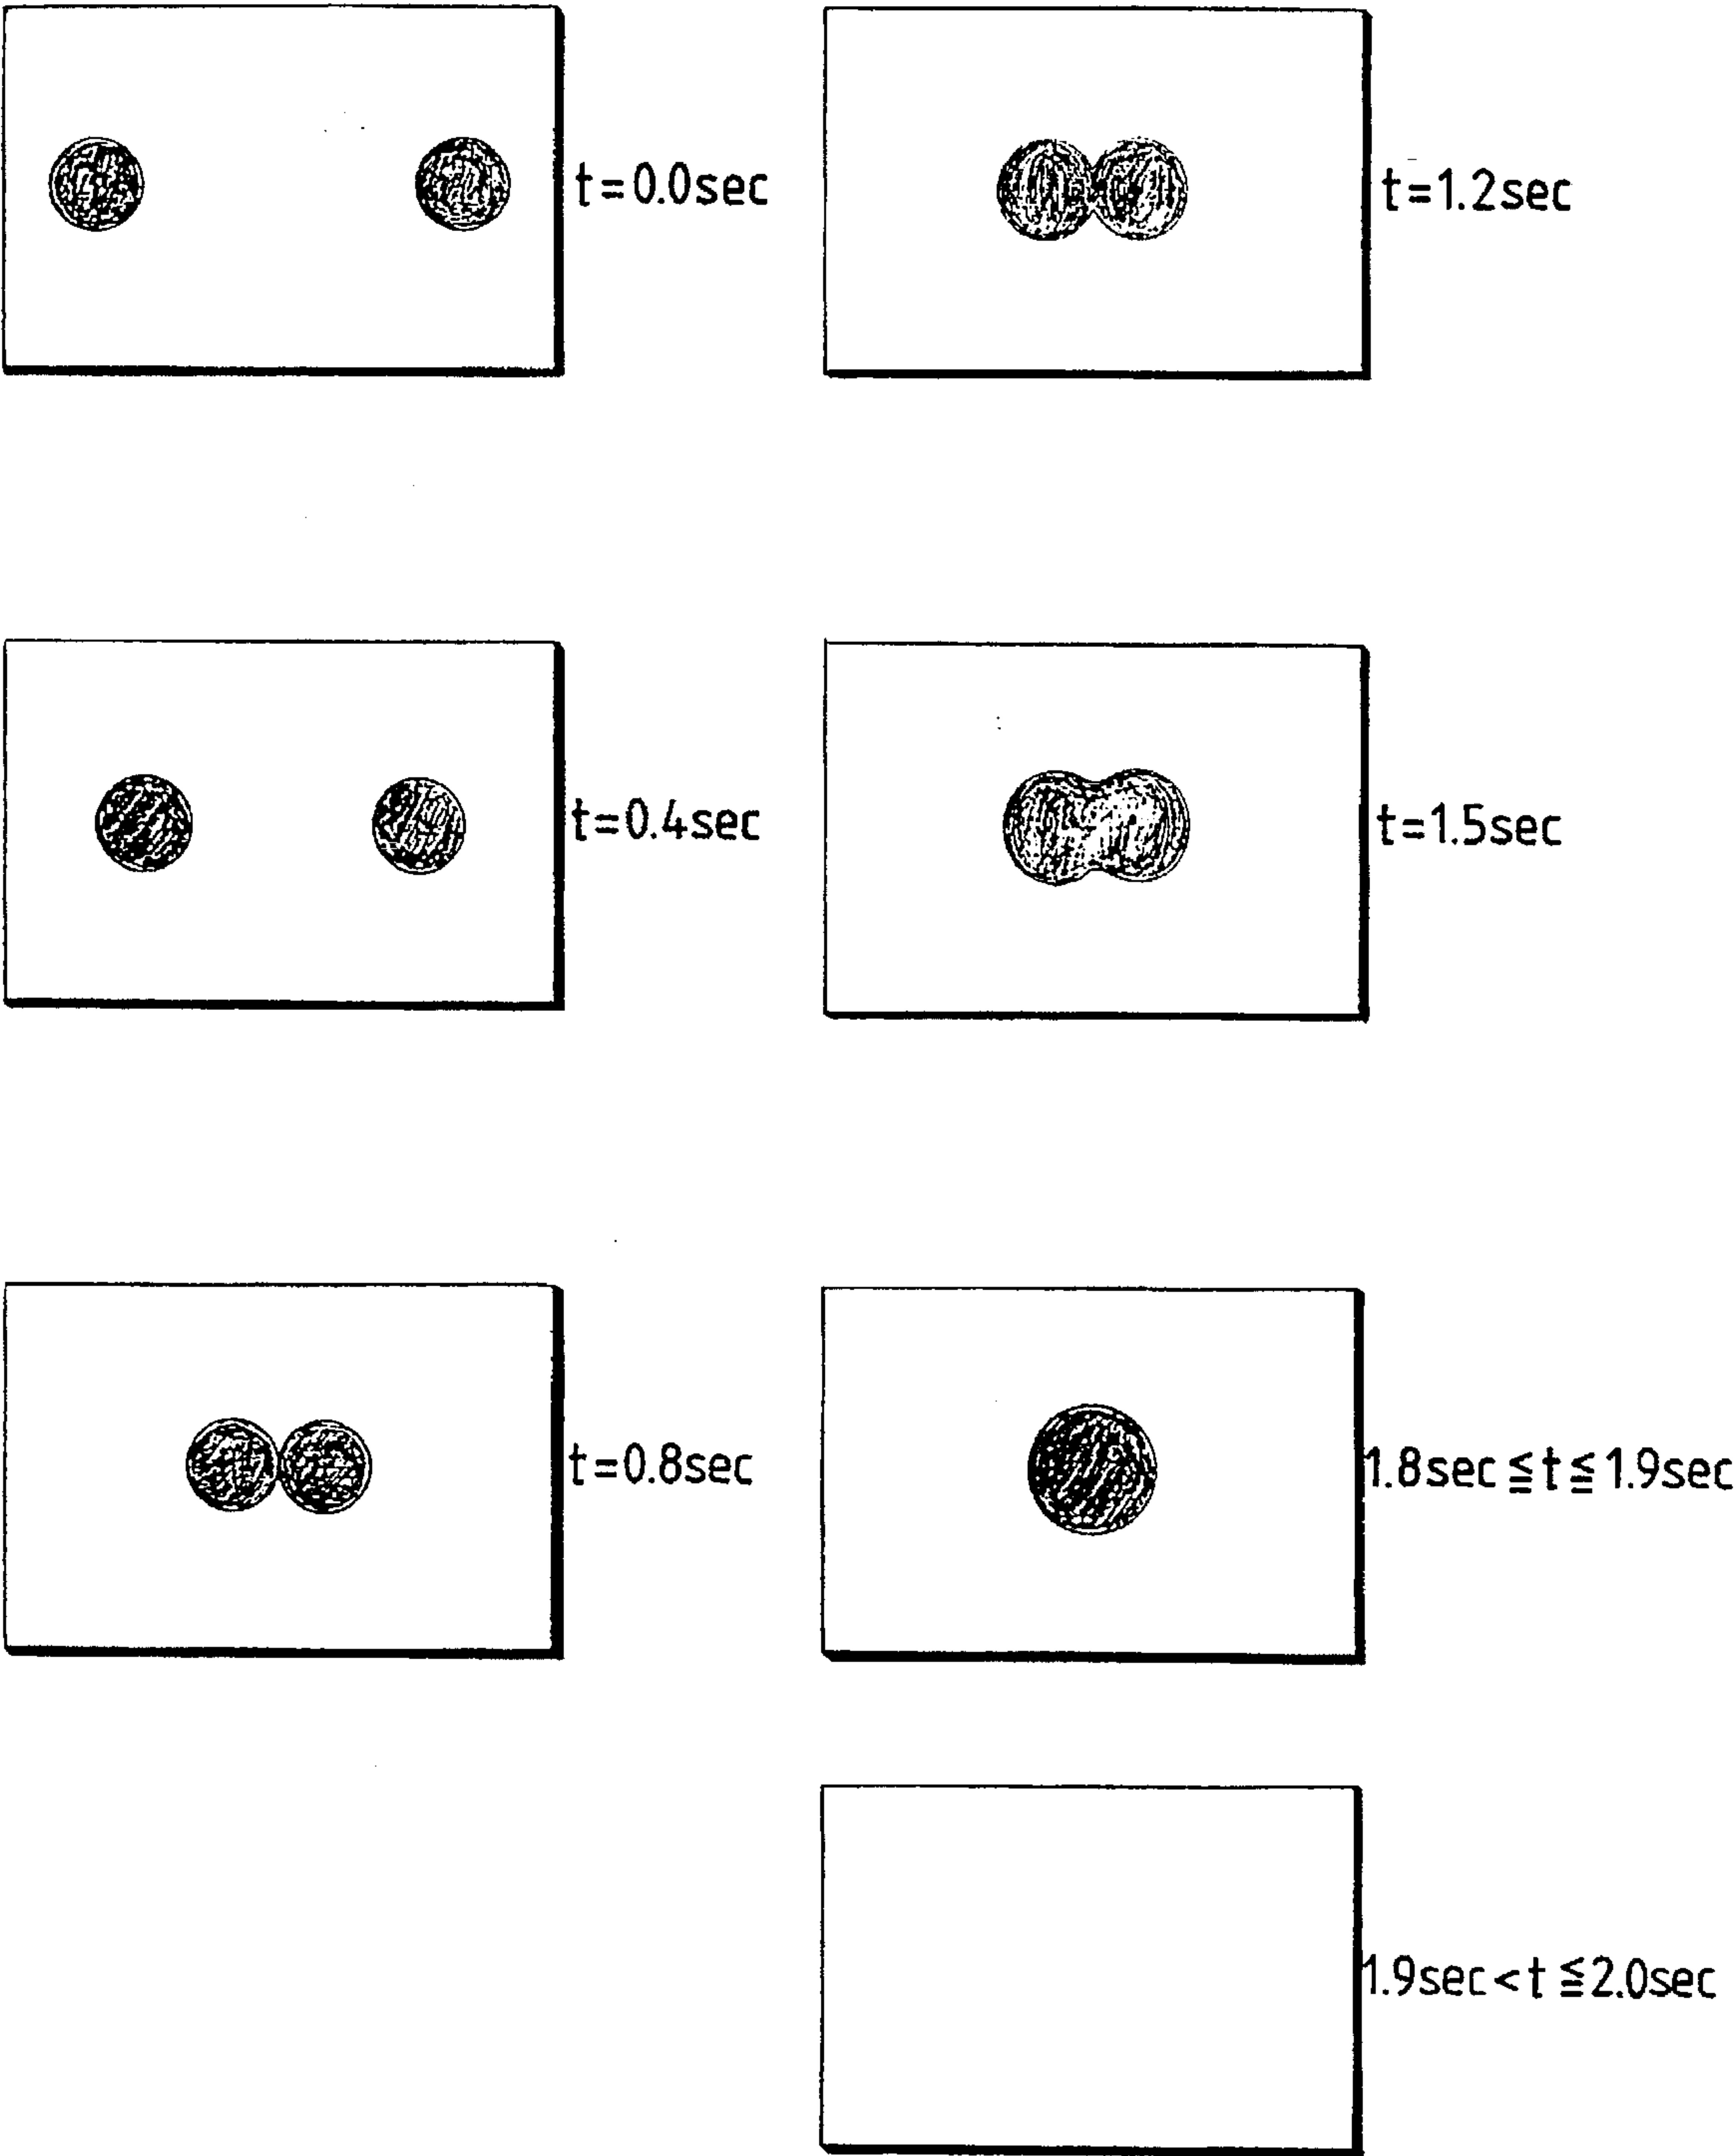 t=0.0sec
t=1.2sec
t=0.4sec
t=1.5sec
t=0.8sec
1.8sec≦t≦1.9sec
1.9sec<t≦2.0sec